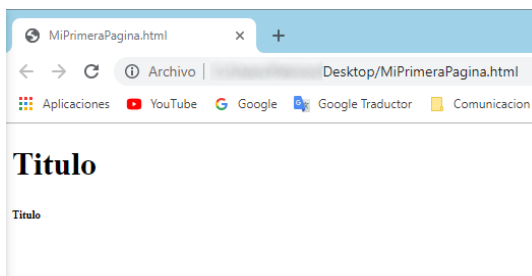 MiPrimeraPagina.html
Archivo Desktop/MiPrimeraPagina.html
Aplicaciones YouTube Google Google Traductor Comunicacion
Titulo
Titulo